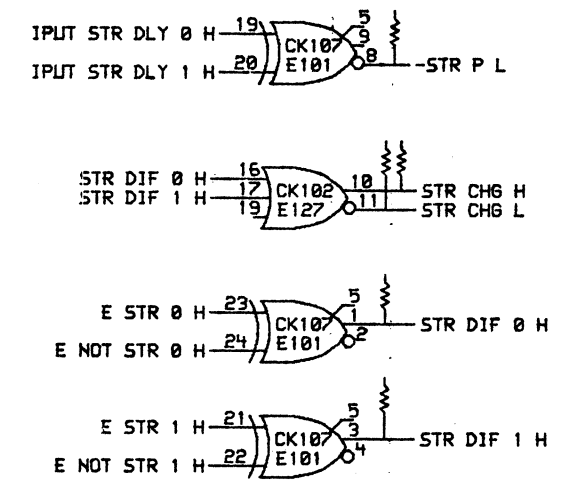 5
IPUT STR DLY 0 H 19 9
CK107
8
IPUT STR DLY 1 H 20 E101 -STR P L
STR DIF 0 H 16
CK102 10 STR CHG H
STR DIF 1 H 17
19 E127 11 STR CHG L
5
E STR 0 H 23
CK107 1 STR DIF 0 H
E NOT STR 0 H 24 E101 2
5
E STR 1 H 21
CK107 3 STR DIF 1 H
E NOT STR 1 H 22 E101 4